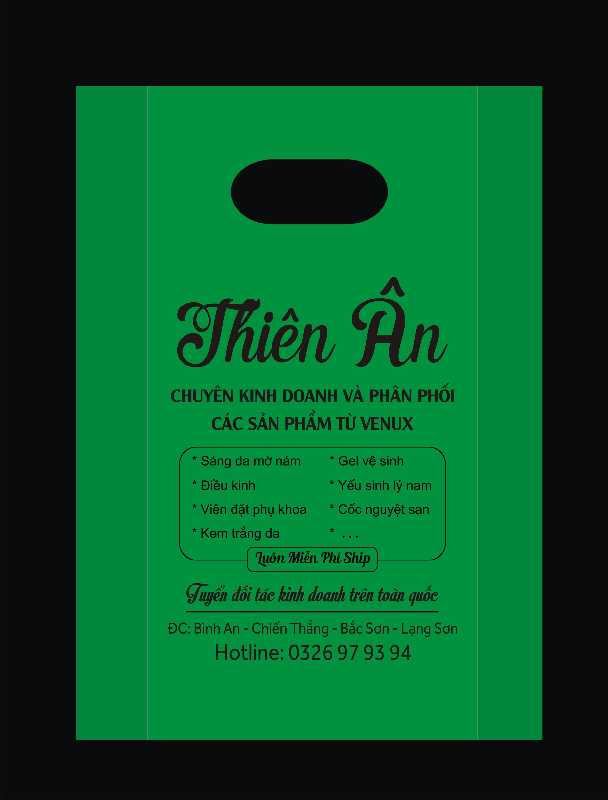 Thiên Ân
CHUYÊN KINH DOANH VÀ PHÂN PHỐI
CÁC SẢN PHẨM TỪ VENUX
* Sáng da mờ nám
* Điều kinh
* Viên đặt phụ khoa
* Kem trắng da
* Gel vệ sinh
* Yếu sinh lý nam
* Cốc nguyệt san
* ...
Luôn Miễn Phí Ship
Tuyển đối tác kinh doanh trên toàn quốc
ĐC: Bình An - Chiến Thắng - Bắc Sơn - Lạng Sơn
Hotline: 0326 97 93 94